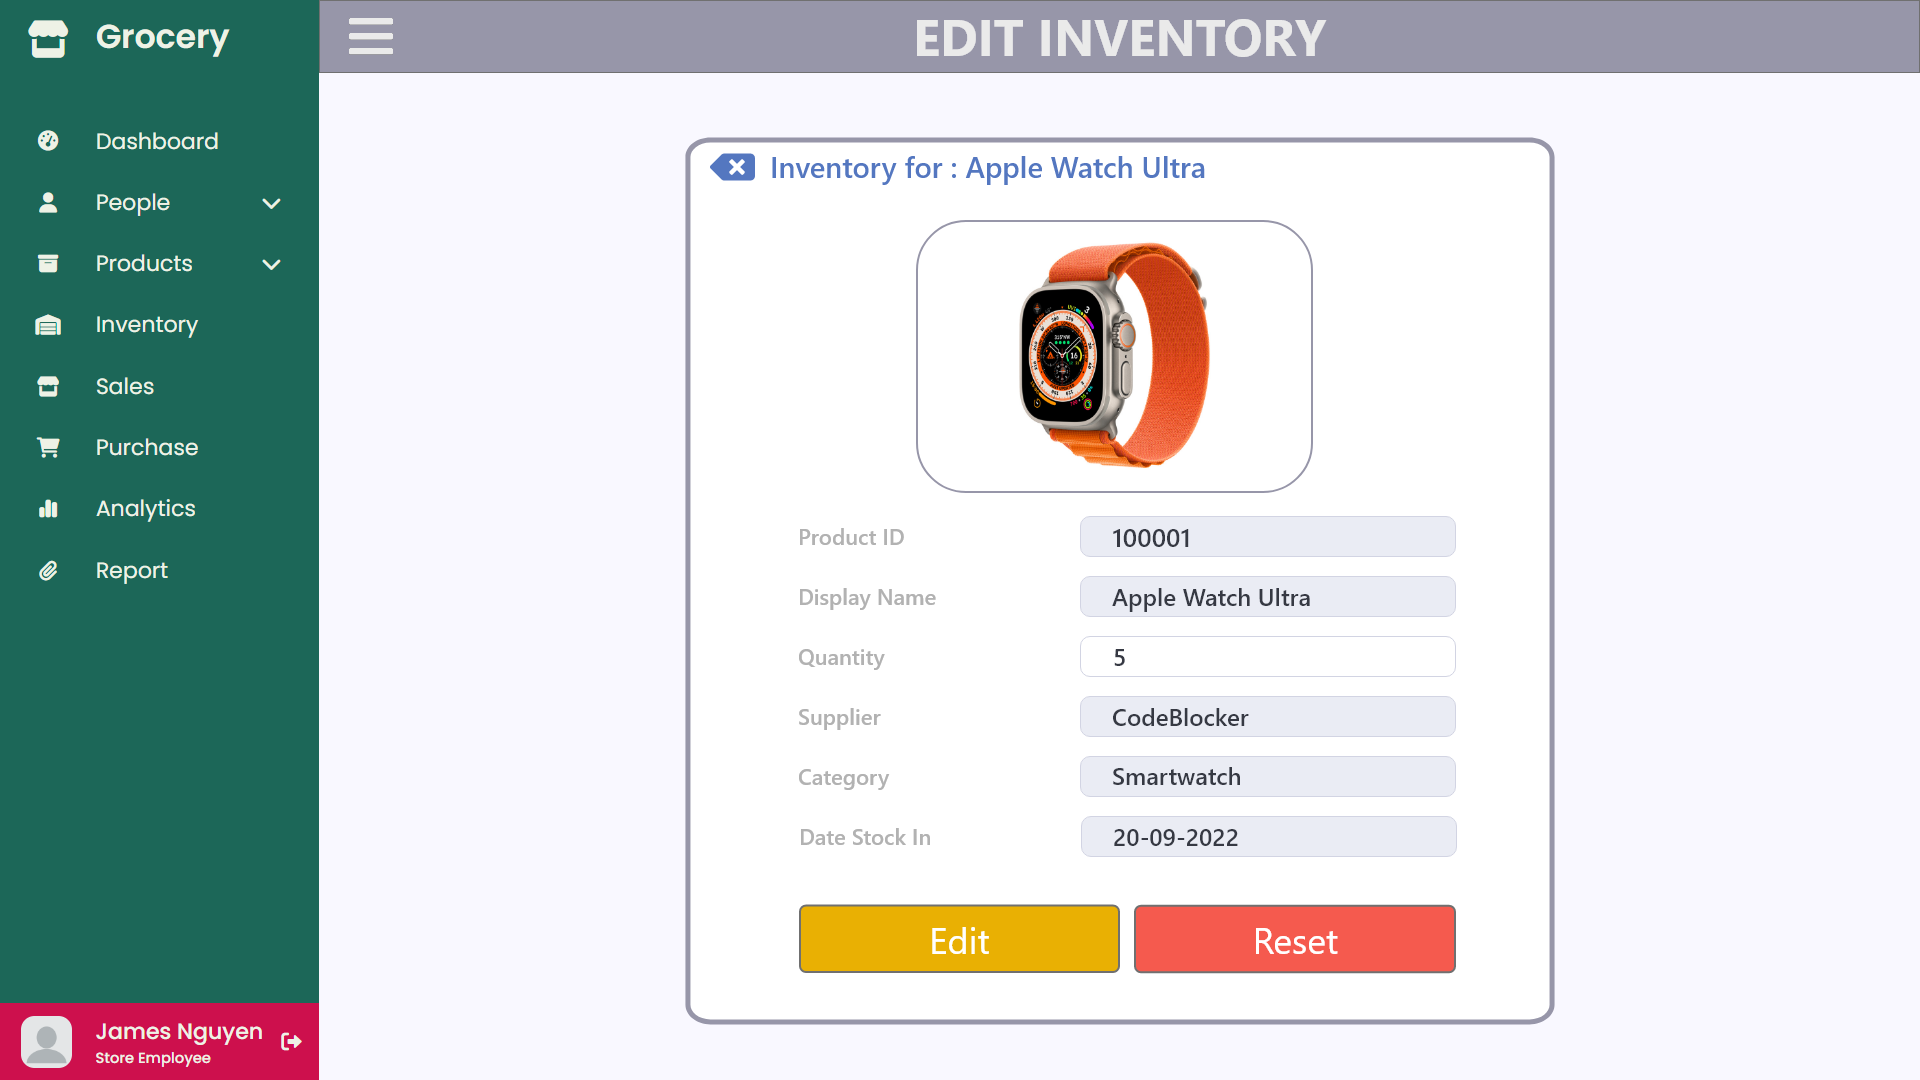 Grocery
EDIT INVENTORY
Dashboard
People
Products
Inventory
Sales
Purchase
Analytics
Report
James Nguyen
Store Employee
Inventory for : Apple Watch Ultra
Product ID 100001
Display Name Apple Watch Ultra
Quantity 5
Supplier CodeBlocker
Category Smartwatch
Date Stock In 20-09-2022
Edit Reset